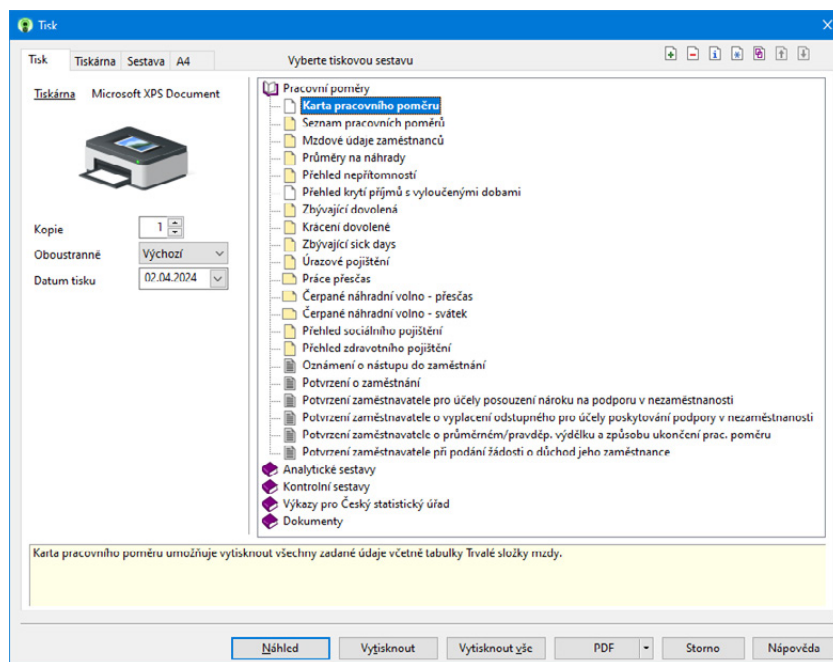 Tisk
Tisk Tiskárna Sestava A4 Vyberte tiskovou sestavu
Tiskárna Microsoft XPS Document
Kopie 1
Oboustranně Výchozí
Datum tisku 02.04.2024
Pracovní poměry
Karta pracovního poměru
Seznam pracovních poměrů
Mzdové údaje zaměstnanců
Průměry na náhrady
Přehled nepřítomností
Přehled krytí příjmů s vyloučenými dobami
Zbývající dovolená
Krácení dovolené
Zbývající sick days
Úrazové pojištění
Práce přesčas
Čerpané náhradní volno - přesčas
Čerpané náhradní volno - svátek
Přehled sociálního pojištění
Přehled zdravotního pojištění
Oznámení o nástupu do zaměstnání
Potvrzení o zaměstnání
Potvrzení zaměstnavatele pro účely posouzení nároku na podporu v nezaměstnanosti
Potvrzení zaměstnavatele o vyplacení odstupného pro účely poskytování podpory v nezaměstnanosti
Potvrzení zaměstnavatele o průměrném/pravděp. výdělku a způsobu ukončení prac. poměru
Potvrzení zaměstnavatele při podání žádosti o důchod jeho zaměstnance
Analytické sestavy
Kontrolní sestavy
Výkazy pro Český statistický úřad
Dokumenty
Karta pracovního poměru umožňuje vytisknout všechny zadané údaje včetně tabulky Trvalé složky mzdy.
Náhled Vytisknout Vytisknout vše PDF Storno Nápověda